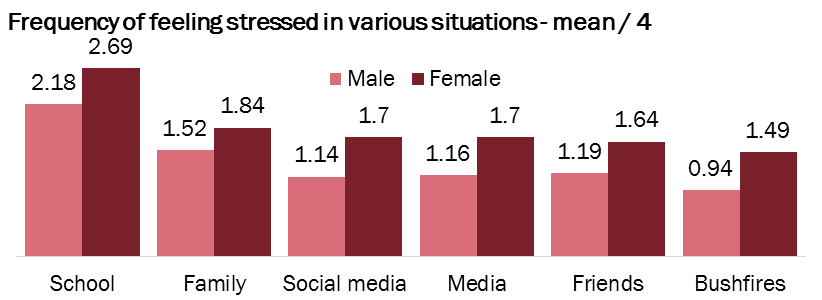 Frequency of feeling stressed in various situations - mean / 4
Male
Female
2.18
2.69
1.52
1.84
1.14
1.7
1.16
1.7
1.19
1.64
0.94
1.49
School
Family
Social media
Media
Friends
Bushfires